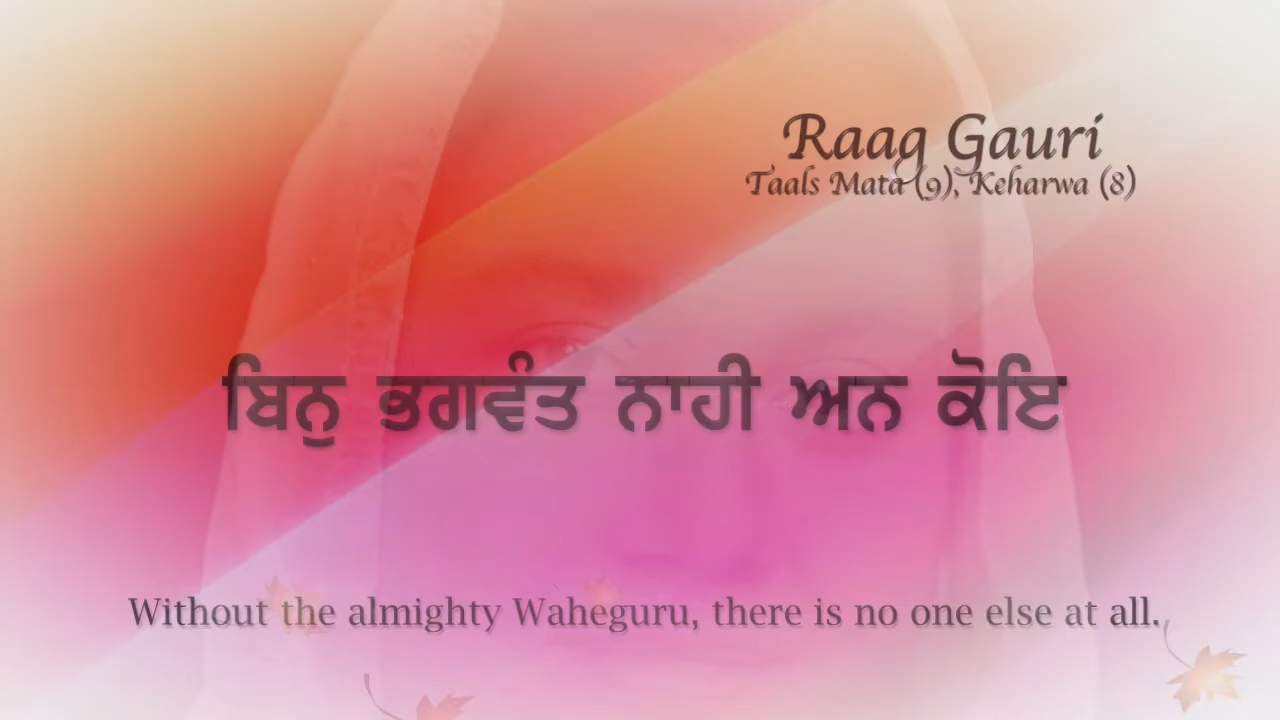 Raag Gauri
Taals Mata (9), Keharwa (8)
ਬਿਨੁ ਭਗਵੰਤ ਨਾਹੀ ਅਨ ਕੋਇ
Without the almighty Waheguru, there is no one else at all.